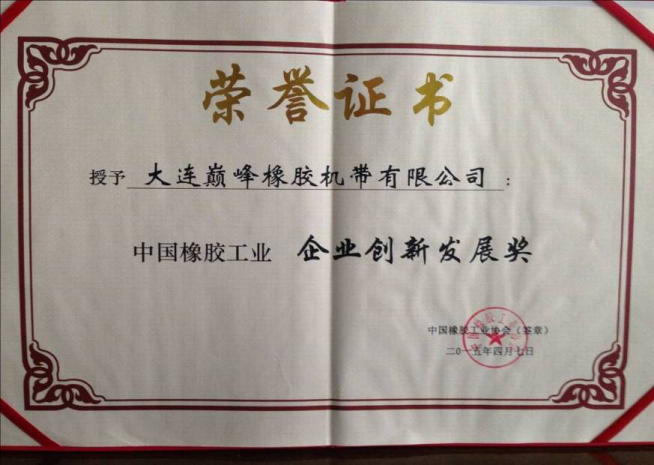 荣誉证书
授予 大连巅峰橡胶机带有限公司：
中国橡胶工业 企业创新发展奖
中国橡胶工业协会（签章）
二〇一五年四月七日